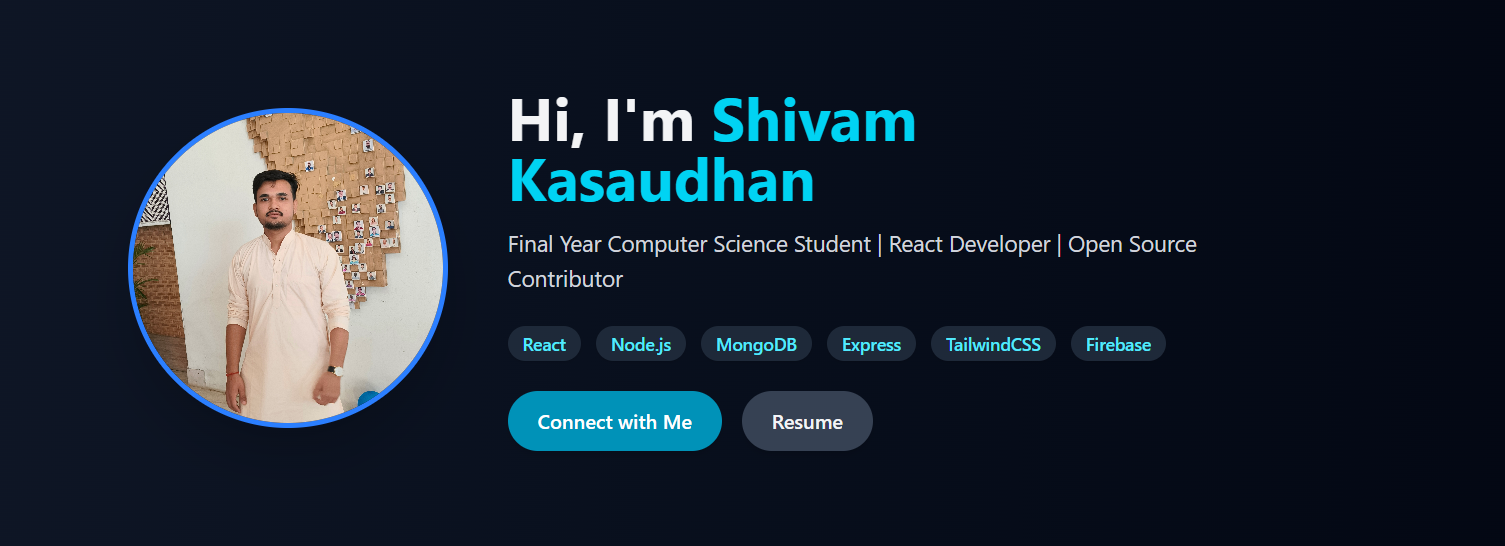 Hi, I'm Shivam
Kasaudhan
Final Year Computer Science Student | React Developer | Open Source
Contributor
React Node.js MongoDB Express TailwindCSS Firebase
Connect with Me Resume